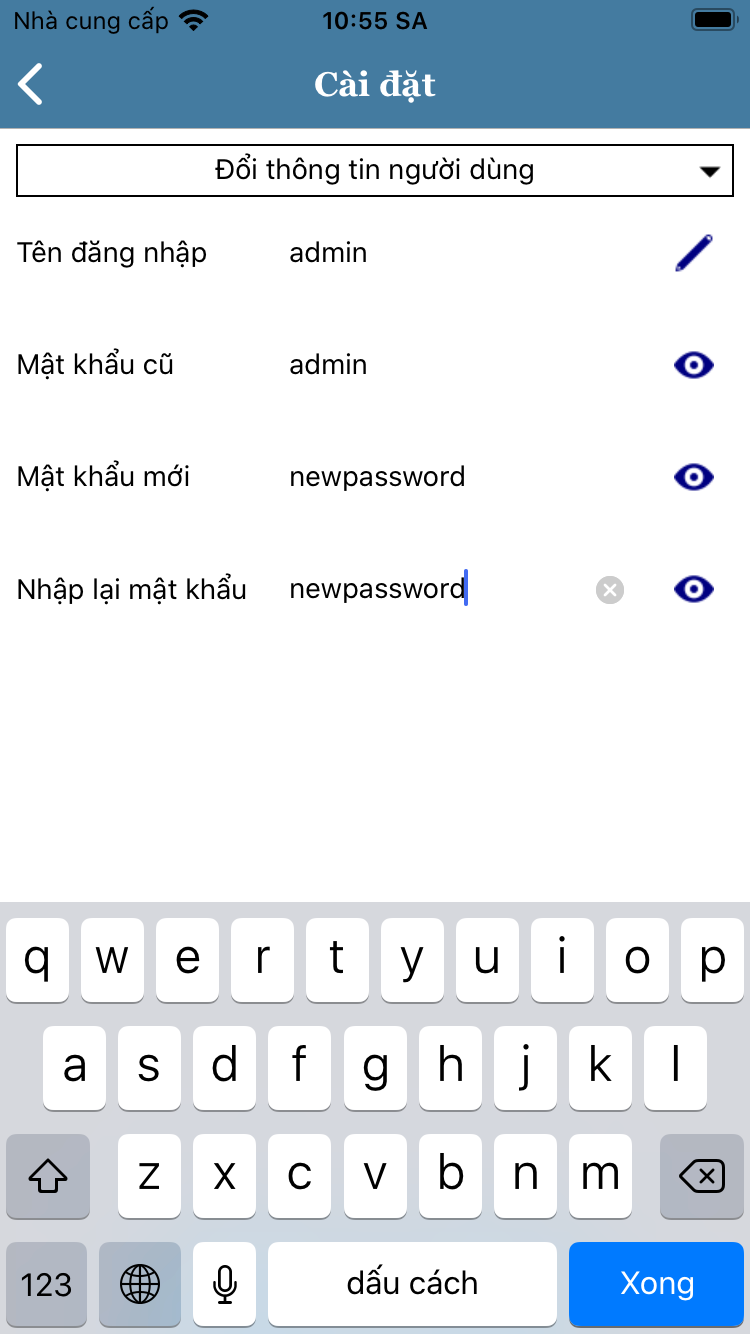 Nhà cung cấp 10:55 SA
Cài đặt
Đổi thông tin người dùng
Tên đăng nhập admin
Mật khẩu cũ admin
Mật khẩu mới newpassword
Nhập lại mật khẩu newpassword
q w e r t y u i o p
a s d f g h j k l
z x c v b n m
123 dấu cách Xong